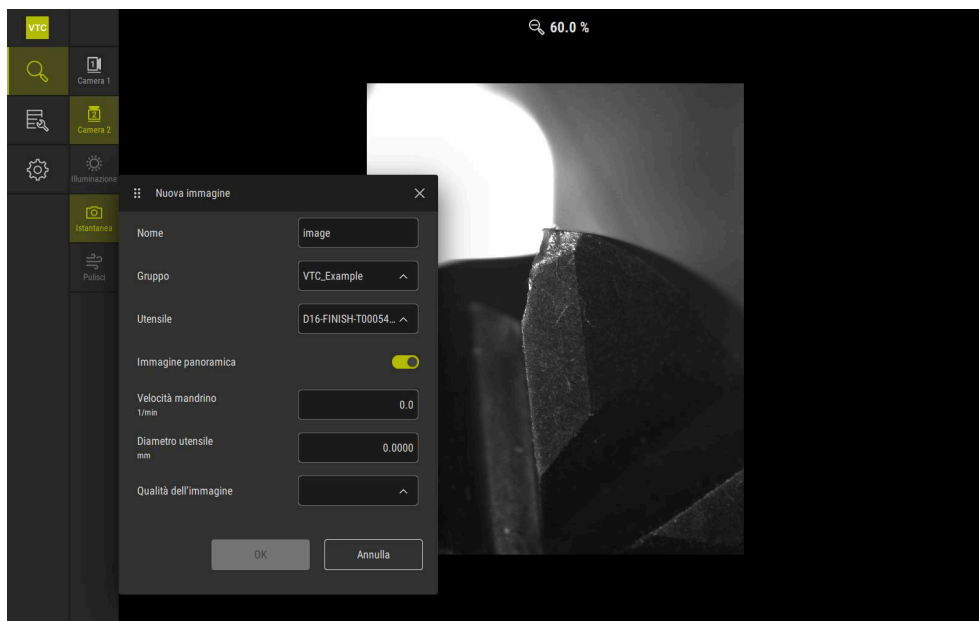 VTC
60.0 %
1
Camera 1
2
Camera 2
Illuminazione
Istantanea
Pulisci
Nuova immagine
Nome
image
Gruppo
VTC_Example
Utensile
D16-FINISH-T00054...
Immagine panoramica
Velocità mandrino
1/min
0.0
Diametro utensile
mm
0.0000
Qualità dell'immagine
OK
Annulla